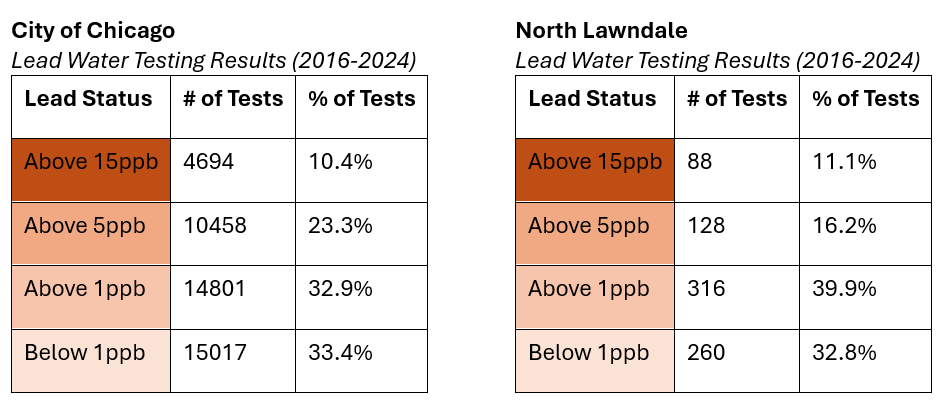 City of Chicago
Lead Water Testing Results (2016-2024)
Lead Status # of Tests % of Tests
Above 15ppb 4694 10.4%
Above 5ppb 10458 23.3%
Above 1ppb 14801 32.9%
Below 1ppb 15017 33.4%
North Lawndale
Lead Water Testing Results (2016-2024)
Lead Status # of Tests % of Tests
Above 15ppb 88 11.1%
Above 5ppb 128 16.2%
Above 1ppb 316 39.9%
Below 1ppb 260 32.8%